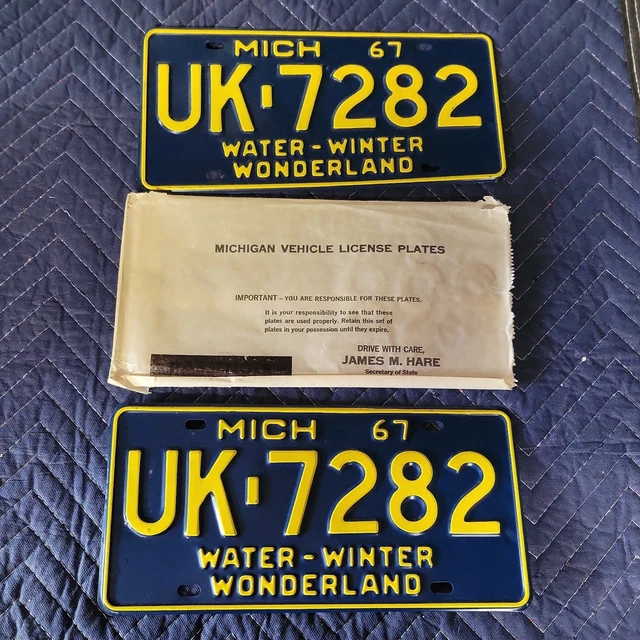 MICH 67
UK·7282
WATER-WINTER
WONDERLAND
MICHIGAN VEHICLE LICENSE PLATES
IMPORTANT – YOU ARE RESPONSIBLE FOR THESE PLATES.
It is your responsibility to see that these
plates are used properly. Retain this set of
plates in your possession until they expire.
DRIVE WITH CARE,
JAMES M. HARE
Secretary of State
MICH 67
UK·7282
WATER-WINTER
WONDERLAND